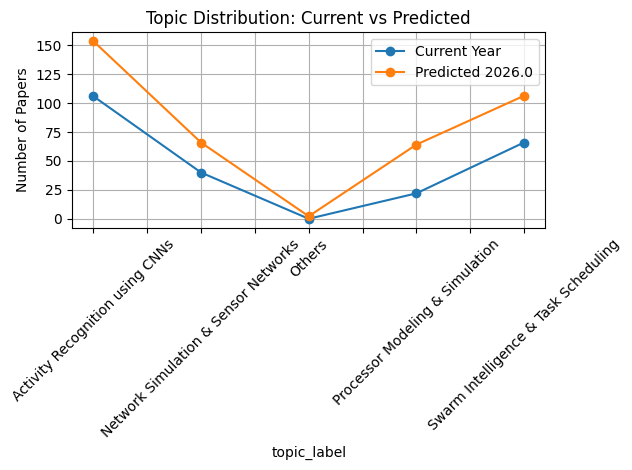 Topic Distribution: Current vs Predicted
Current Year
Predicted 2026.0
Number of Papers
150
125
100
75
50
25
0
Activity Recognition using CNNs
Network Simulation & Sensor Networks
Others
Processor Modeling & Simulation
Swarm Intelligence & Task Scheduling
topic_label